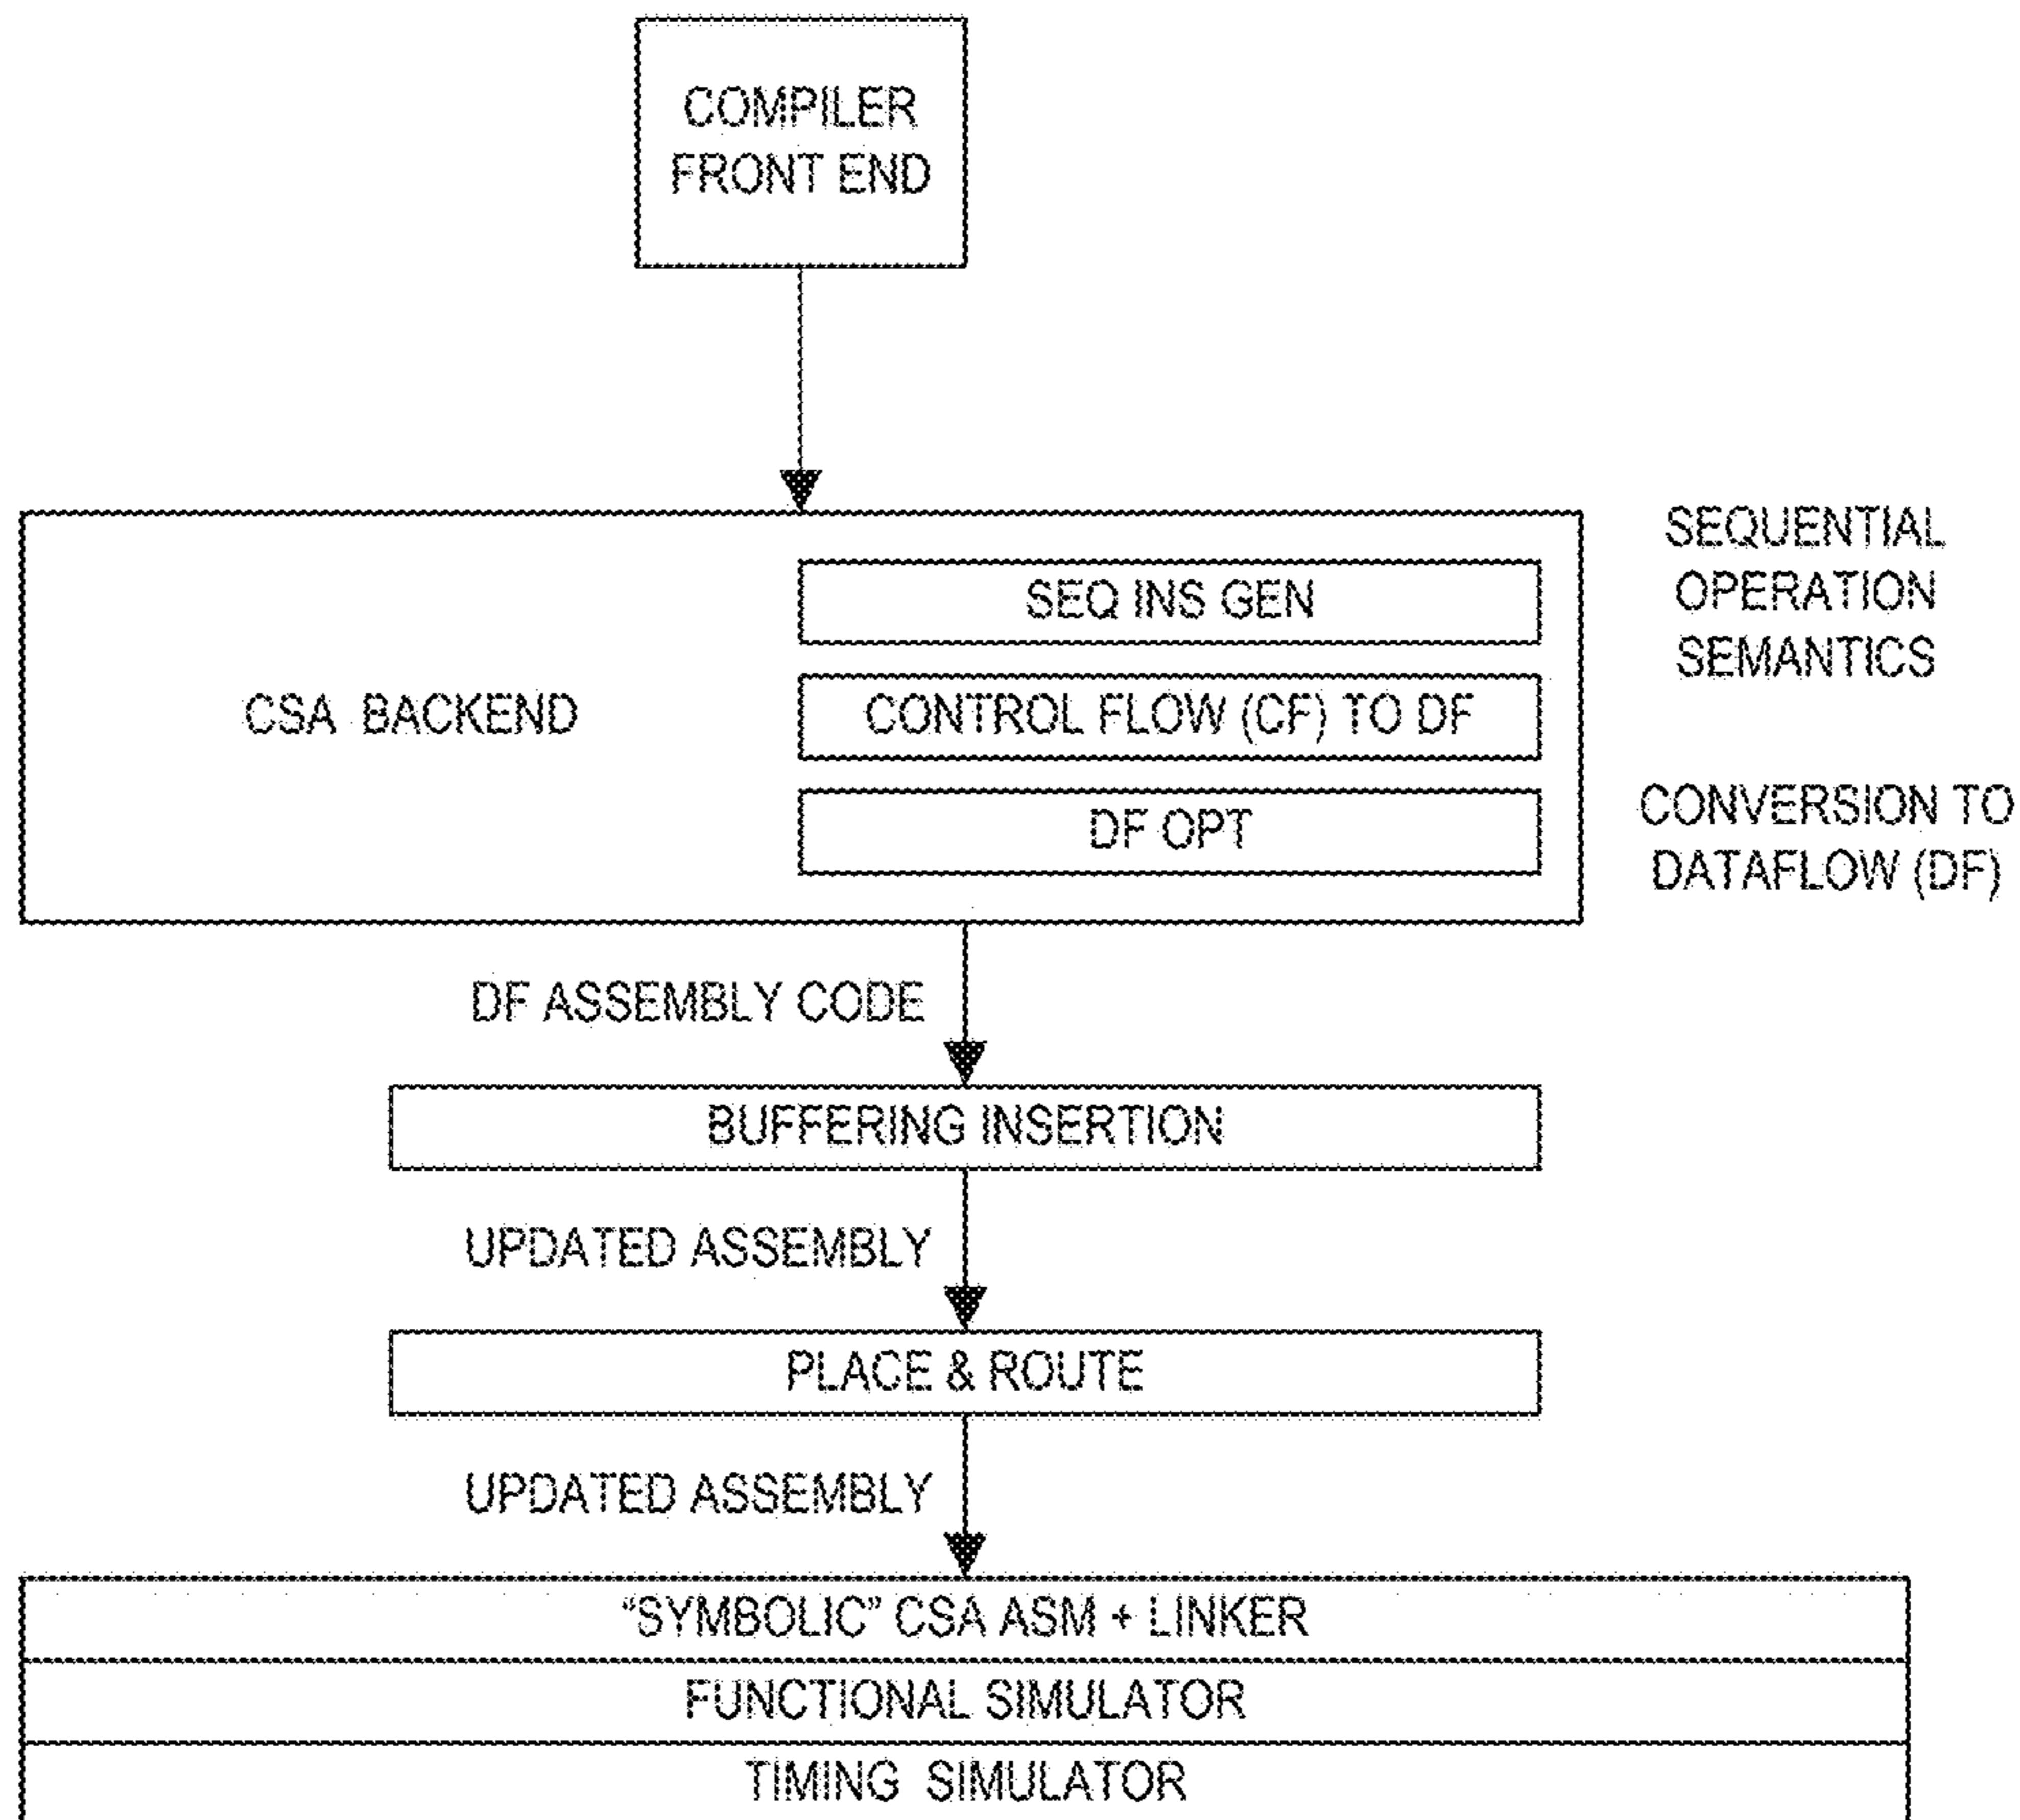 COMPILER
FRONT END
SEQUENTIAL
OPERATION
SEMANTICS
SEQ INS GEN
CSA BACKEND
CONTROL FLOW (CF) TO DF
DF OPT
CONVERSION TO
DATAFLOW (DF)
DF ASSEMBLY CODE
BUFFERING INSERTION
UPDATED ASSEMBLY
PLACE & ROUTE
UPDATED ASSEMBLY
“SYMBOLIC” CSA ASM + LINKER
FUNCTIONAL SIMULATOR
TIMING SIMULATOR